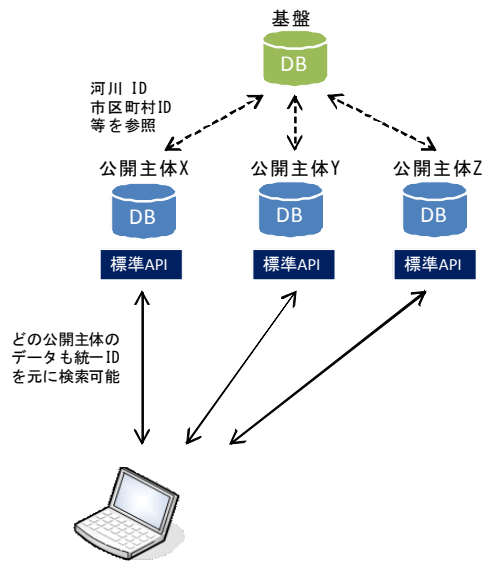 基盤
DB
河川 ID
市区町村ID
等を参照
公開主体X
公開主体Y
公開主体Z
DB
DB
DB
標準API
標準API
標準API
どの公開主体の
データも統一ID
を元に検索可能